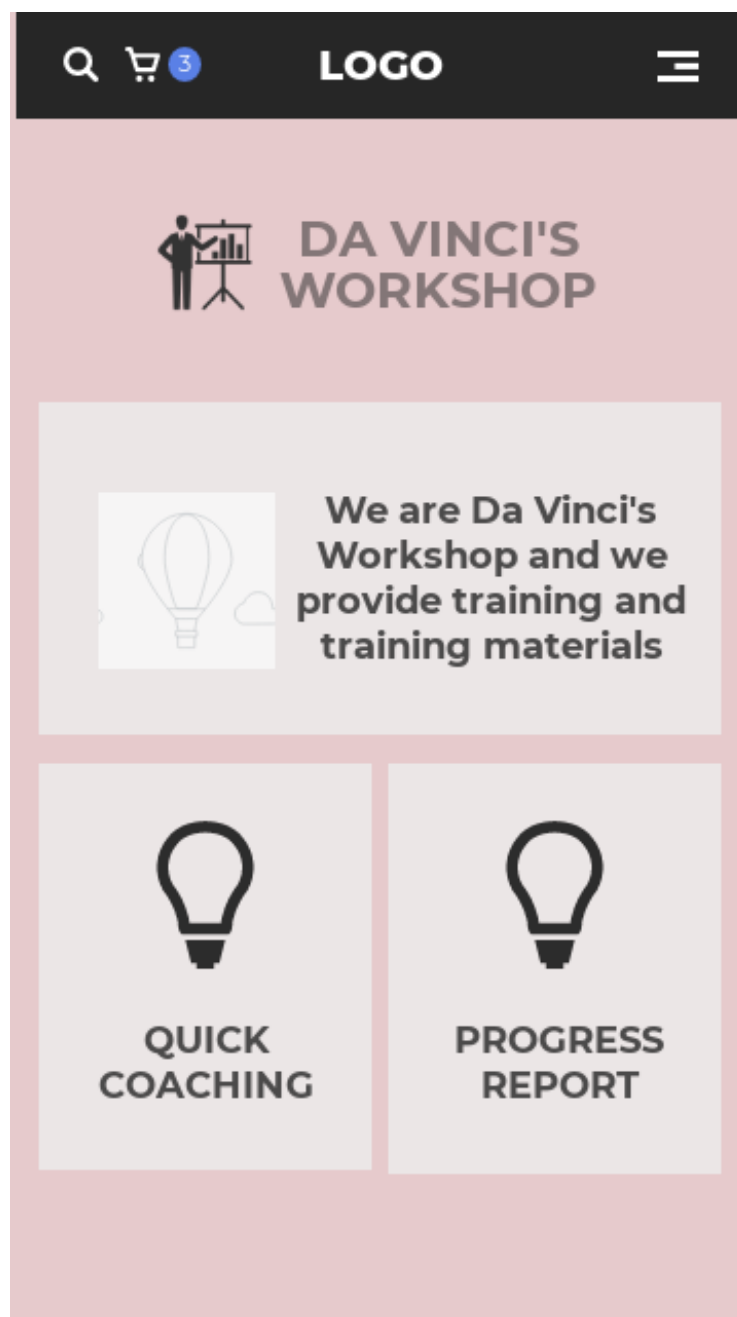 3
LOGO
DA VINCI'S
WORKSHOP
We are Da Vinci's
Workshop and we
provide training and
training materials
QUICK
COACHING
PROGRESS
REPORT